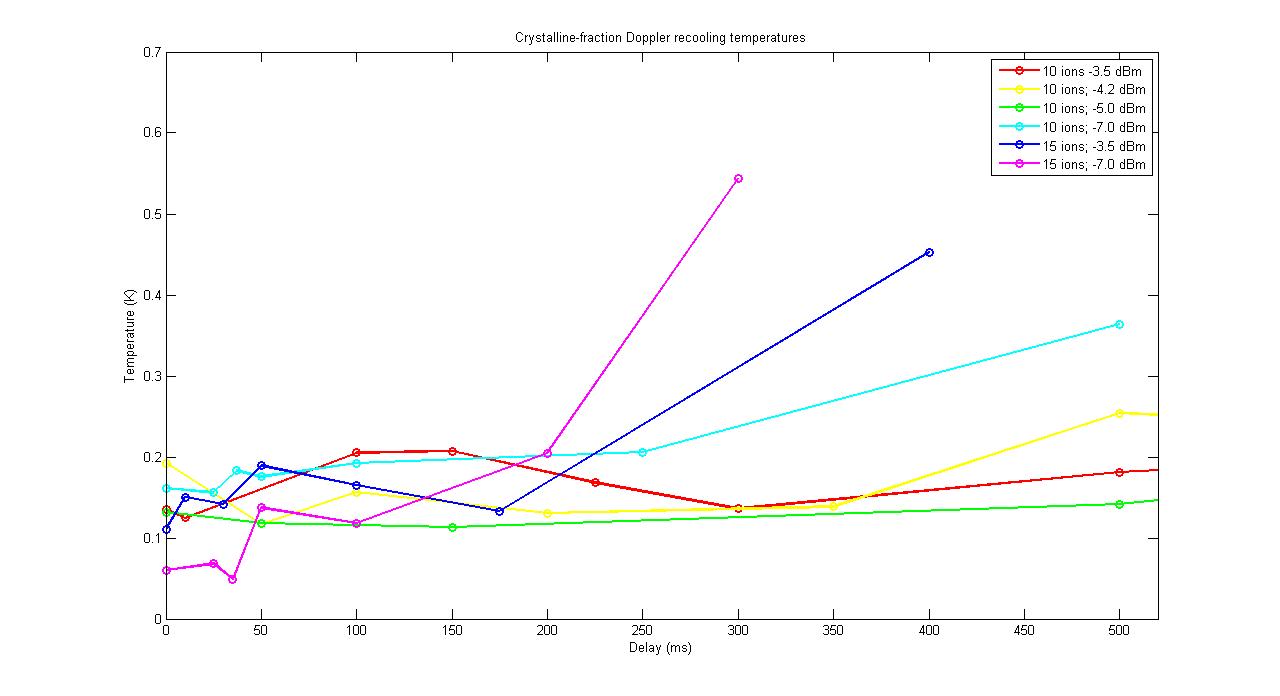 Crystalline-fraction Doppler recooling temperatures
0.7
10 ions -3.5 dBm
10 ions; -4.2 dBm
10 ions; -5.0 dBm
10 ions; -7.0 dBm
15 ions; -3.5 dBm
15 ions; -7.0 dBm
0.6
0.5
0.4
0.3
0.2
0.1
0
Temperature (K)
0 50 100 150 200 250 300 350 400 450 500
Delay (ms)